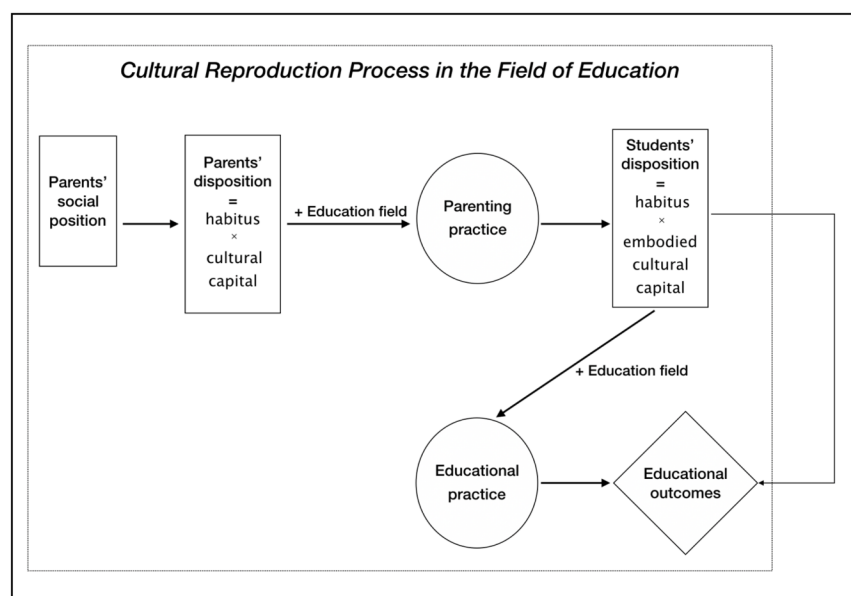 Cultural Reproduction Process in the Field of Education
Parents'
social
position
Parents'
disposition
=
habitus
×
cultural
capital
+ Education field
Parenting
practice
Students'
disposition
=
habitus
×
embodied
cultural
capital
+ Education field
Educational
practice
Educational
outcomes